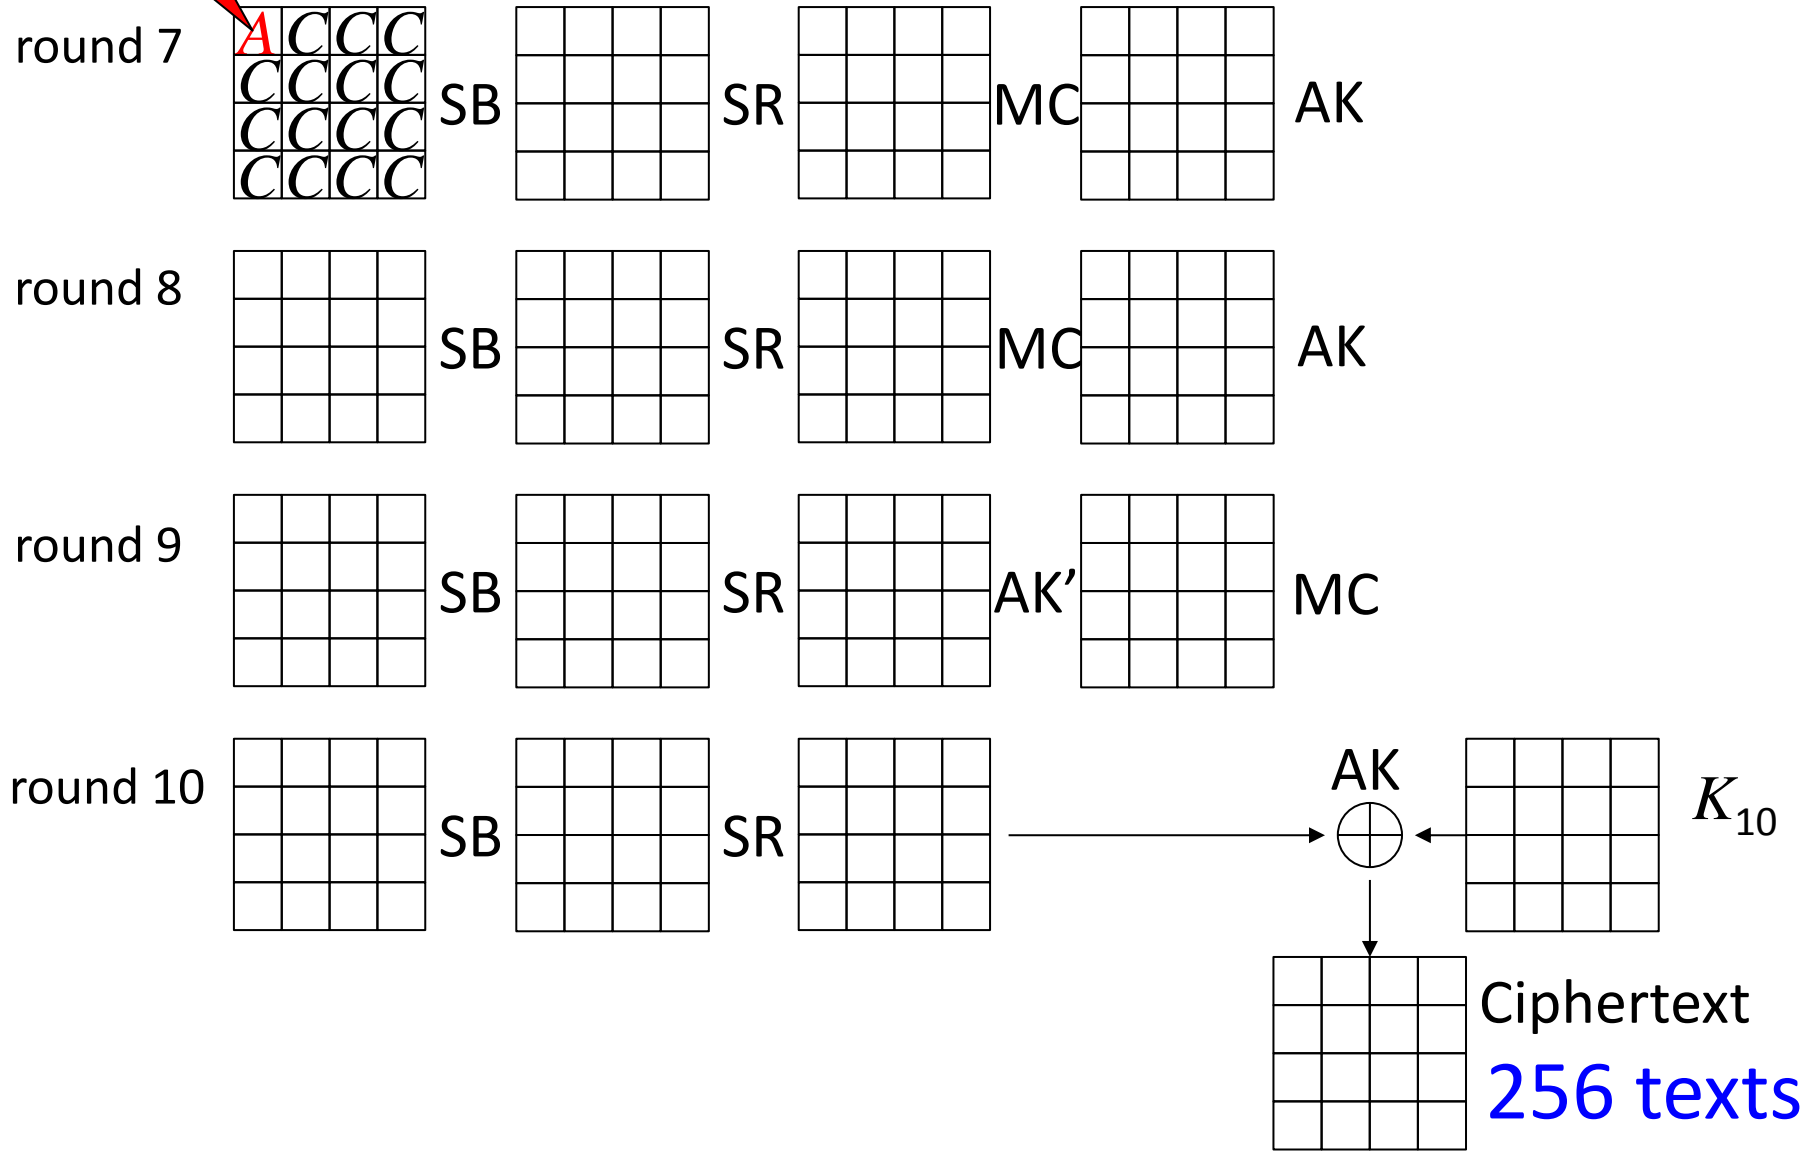 round 7
A C C C
C C C C
C C C C
C C C C
SB
SR
MC
AK
round 8
SB
SR
MC
AK
round 9
SB
SR
AK’
MC
round 10
SB
SR
AK
K10
Ciphertext
256 texts